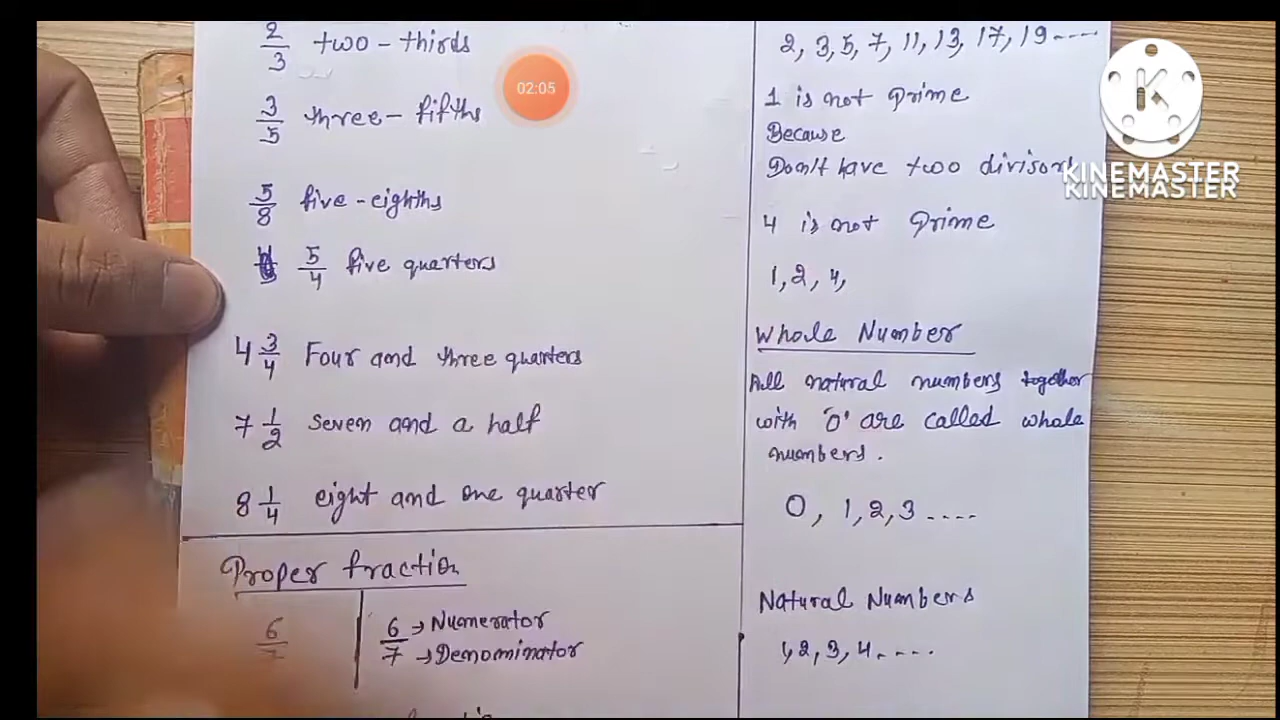 2/3 two-thirds
3/5 three-fifths
5/8 five-eighths
5/4 five quarters
4 3/4 Four and three quarters
7 1/2 seven and a half
8 1/4 eight and one quarter
Proper fraction
6/7
6 → Numerator
7 → Denominator
2, 3, 5, 7, 11, 13, 17, 19 ----
1 is not prime
Because
Don't have two divisors
4 is not prime
1, 2, 4,
Whole Number
All natural numbers together
with '0' are called whole
numbers.
0, 1, 2, 3 ....
Natural Numbers
1, 2, 3, 4 ....
02:05
KINEMASTER
KINEMASTER